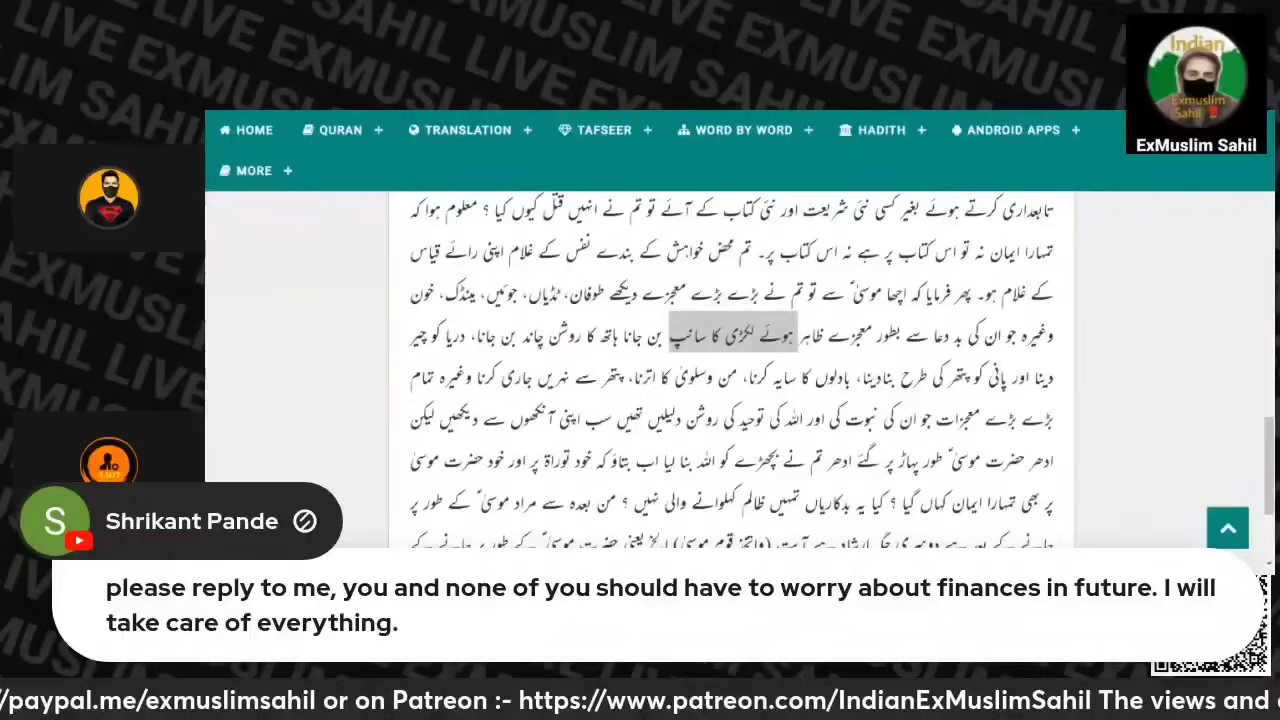 LIVE EXMUSLIM SAHIL
Indian
Exmuslim
Sahil
ExMuslim Sahil
HOME QURAN + TRANSLATION + TAFSEER + WORD BY WORD + HADITH + ANDROID APPS +
MORE +
تابعداری کرتے ہوئے بغیر کسی نئی شریعت اور نئی کتاب کے آئے تو تم نے انہیں قتل کیوں کیا ؟ معلوم ہوا کہ
تمہارا ایمان نہ تو اس کتاب پر ہے نہ اس کتاب پر۔ تم محض خواہش کے بندے نفس کے غلام اپنی رائے قیاس
کے غلام ہو۔ پھر فرمایا کہ اچھا موسیٰؑ سے تو تم نے بڑے بڑے معجزے دیکھے طوفان، ٹڈیاں، جوئیں، مینڈک، خون
وغیرہ جو ان کی بد دعا سے بطور معجزے ظاہر ہوئے لکڑی کا سانپ بن جانا ہاتھ کا روشن چاند بن جانا، دریا کو چیر
دینا اور پانی کو پتھر کی طرح بنادینا، بادلوں کا سایہ کرنا، من وسلویٰ کا اترنا، پتھر سے نہریں جاری کرنا وغیرہ تمام
بڑے بڑے معجزات جو ان کی نبوت کی اور اللہ کی توحید کی روشن دلیلیں تھیں سب اپنی آنکھوں سے دیکھیں لیکن
ادھر حضرت موسیٰؑ طور پہاڑ پر گئے ادھر تم نے بچھڑے کو اللہ بنا لیا اب بتاؤ کہ خود توراۃ پر اور خود حضرت موسیٰ
پر بھی تمہارا ایمان کہاں گیا ؟ کیا یہ بدکاریاں تمہیں ظالم کہلوانے والی نہیں ؟ من بعدہ سے مراد موسیٰؑ کے طور پر
S
Shrikant Pande
please reply to me, you and none of you should have to worry about finances in future. I will
take care of everything.
/paypal.me/exmuslimsahil or on Patreon :- https://www.patreon.com/IndianExMuslimSahil The views and